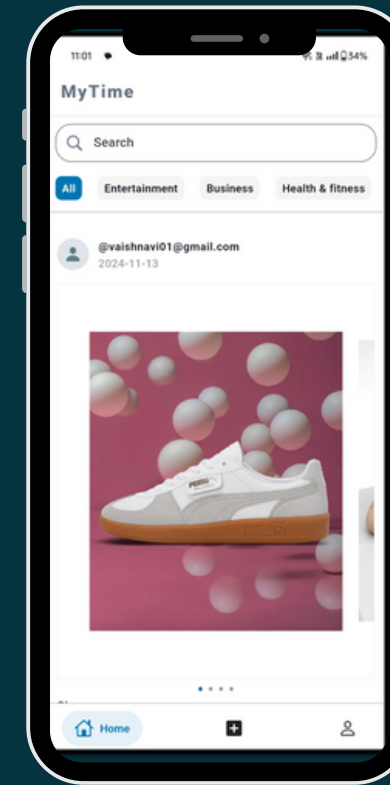 11:01
34%
MyTime
Search
All Entertainment Business Health & fitness
@vaishnavi01@gmail.com
2024-11-13
PUMA
Home